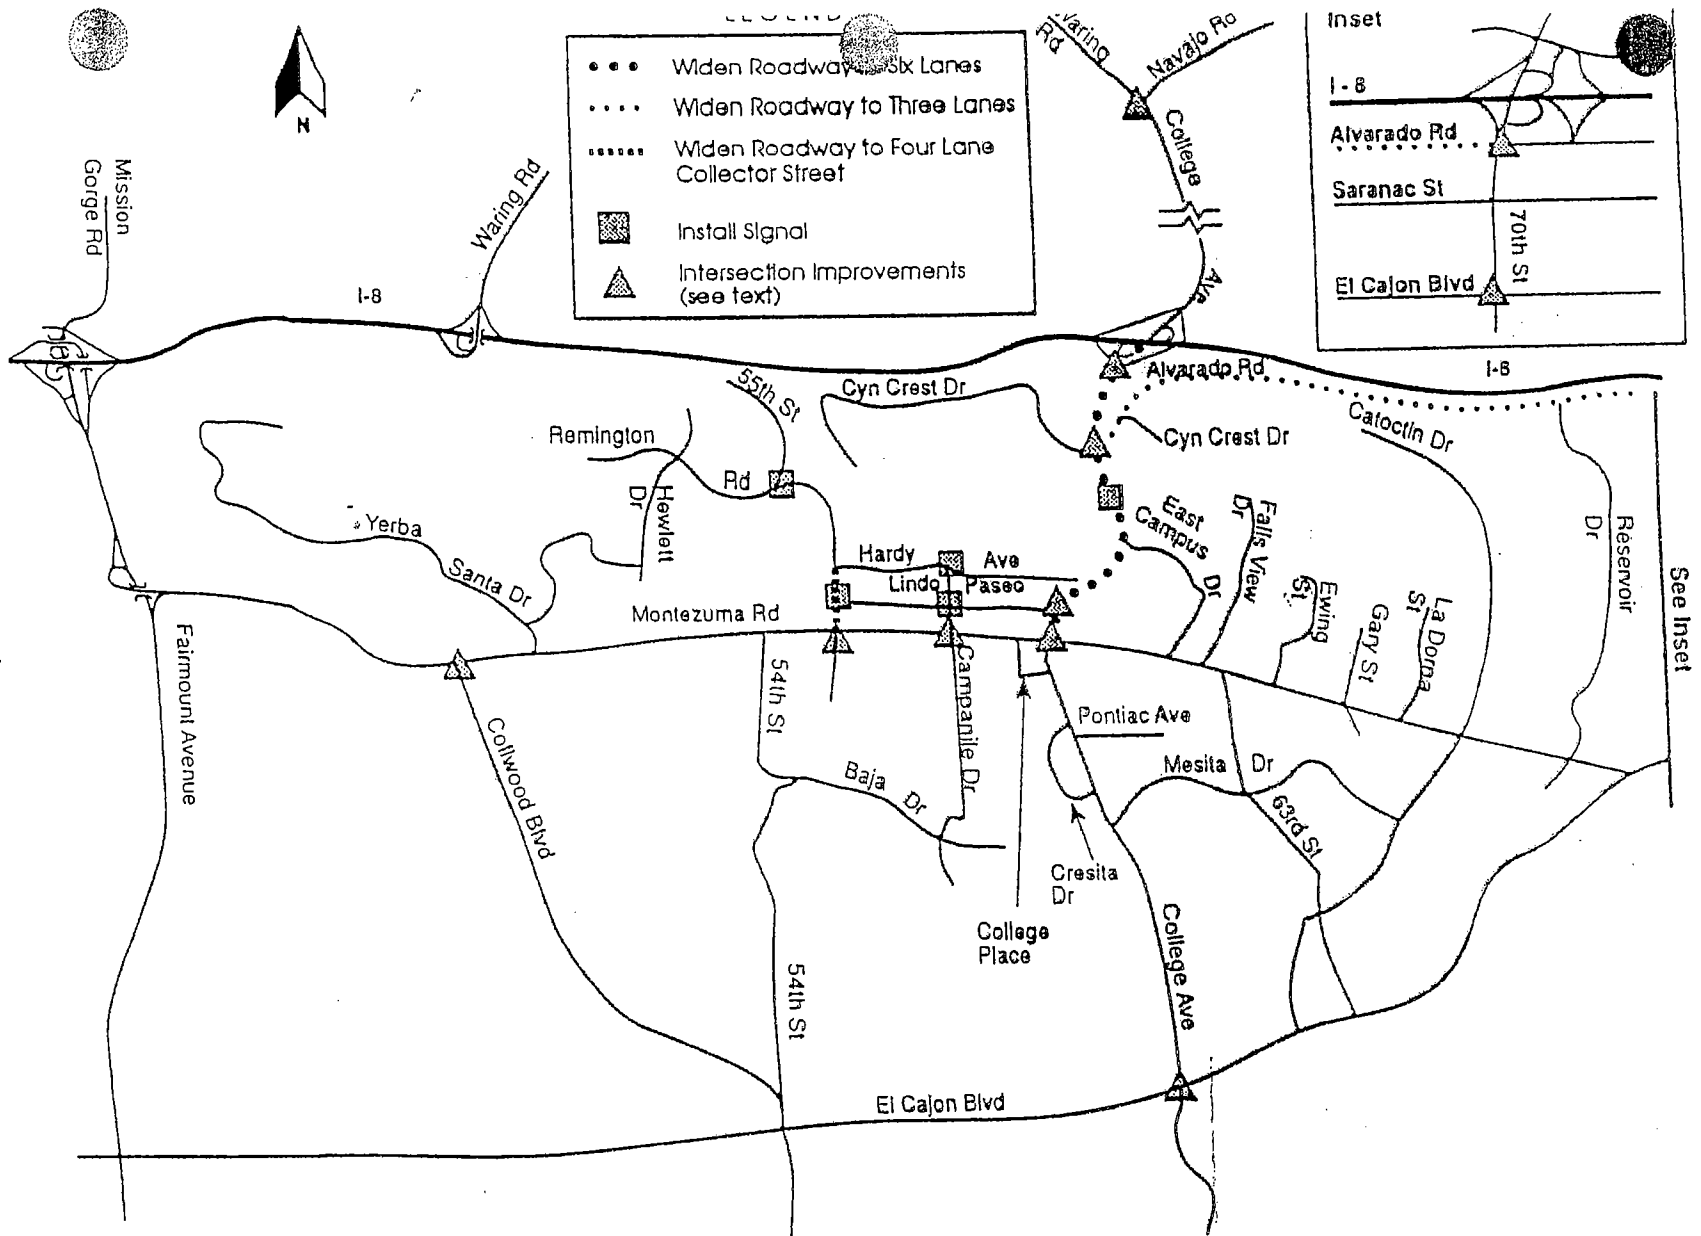 LEGEND
Widen Roadway Six Lanes
Widen Roadway to Three Lanes
Widen Roadway to Four Lane
Collector Street
Install Signal
Intersection Improvements
(see text)
N
Waring
Rd
Navajo Rd
College
Ave
Inset
I-8
Alvarado Rd
Saranac St
70th St
El Cajon Blvd
Mission
Gorge Rd
Waring Rd
I-8
I-8
Alvarado Rd
55th St
Cyn Crest Dr
Cyn Crest Dr
Catoctin Dr
Remington
Rd
Hewlett
Dr
Yerba
Santa Dr
East
Campus
Dr
Falls View
Dr
Ewing
St
Gary St
La Dorna
St
Reservoir
Dr
See Inset
Hardy Ave
Lindo Paseo
Montezuma Rd
Fairmount Avenue
Collwood Blvd
54th St
Campanile Dr
Baja Dr
Pontiac Ave
Mesita Dr
63rd St
Cresita
Dr
College
Place
College Ave
54th St
El Cajon Blvd